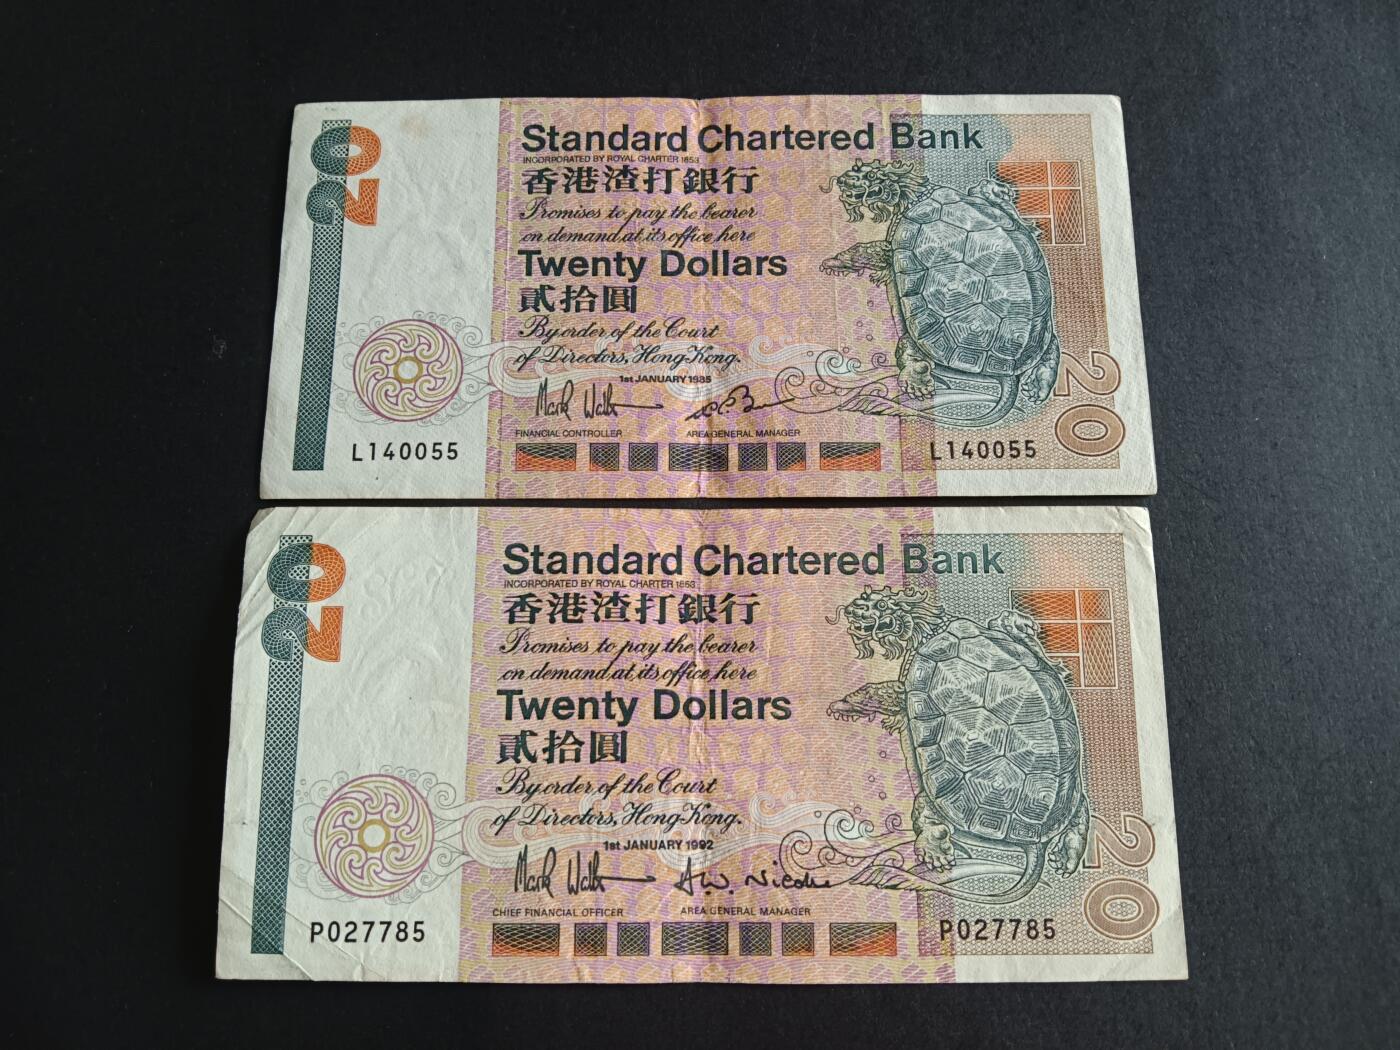 20
Standard Chartered Bank
INCORPORATED BY ROYAL CHARTER 1853
香港渣打銀行
Promises to pay the bearer
on demand at its office here
Twenty Dollars
貳拾圓
By order of the Court
of Directors, Hong Kong.
1st JANUARY 1985
Mark
FINANCIAL CONTROLLER
AREA GENERAL MANAGER
20
L140055
L140055
20
Standard Chartered Bank
INCORPORATED BY ROYAL CHARTER 1853
香港渣打銀行
Promises to pay the bearer
on demand at its office here
Twenty Dollars
貳拾圓
By order of the Court
of Directors, Hong Kong.
1st JANUARY 1992
Mark A.W.
CHIEF FINANCIAL OFFICER
AREA GENERAL MANAGER
20
P027785
P027785